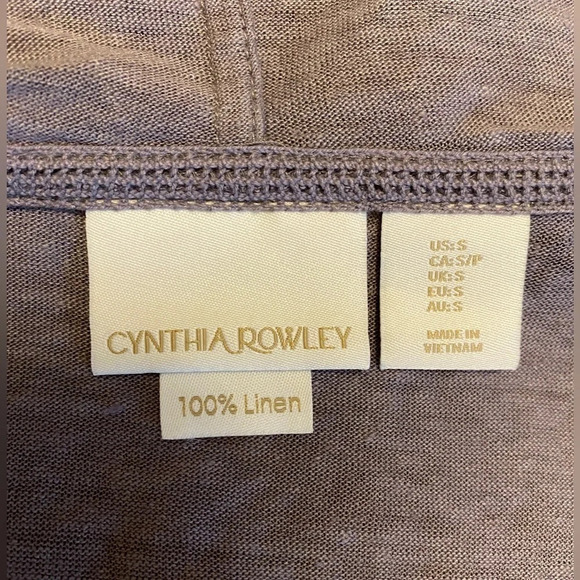 CYNTHIA ROWLEY
100% Linen
US: S
CA: S/P
UK: S
EU: S
AU: S
MADE IN
VIETNAM